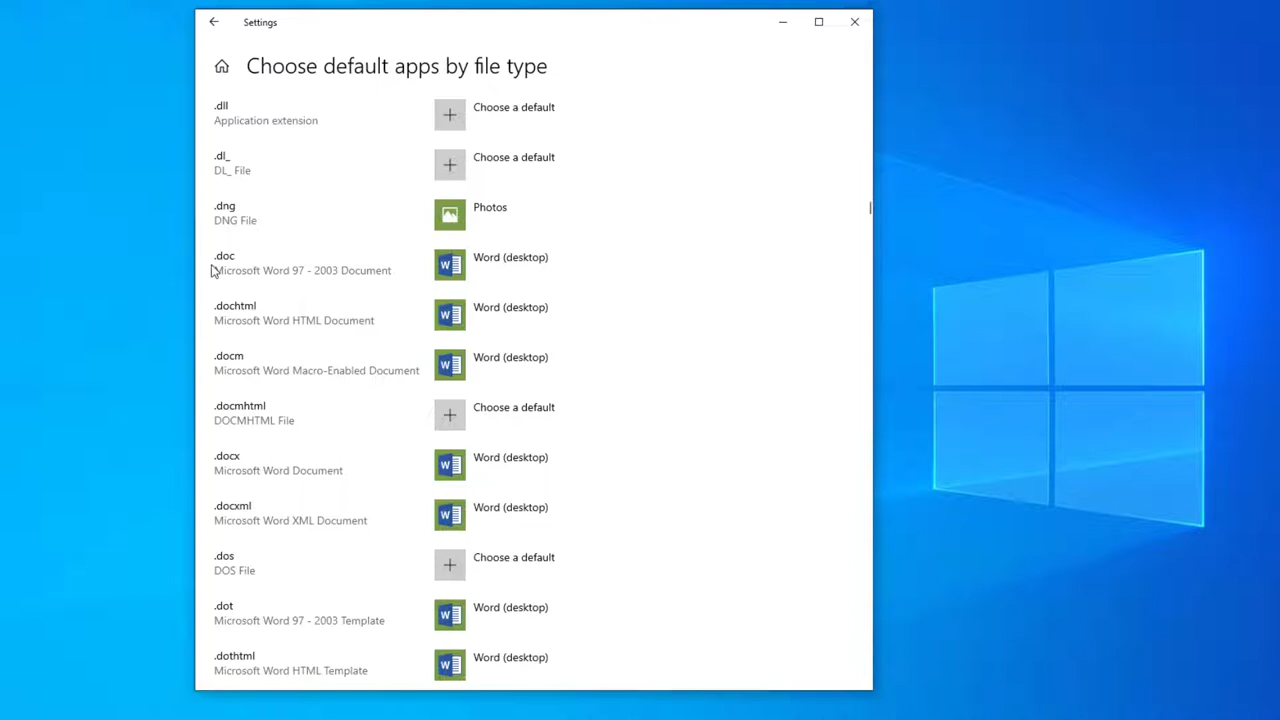 Settings
Choose default apps by file type
.dll
Application extension
Choose a default
.dl_
DL_ File
Choose a default
.dng
DNG File
Photos
.doc
Microsoft Word 97 - 2003 Document
Word (desktop)
.dochtml
Microsoft Word HTML Document
Word (desktop)
.docm
Microsoft Word Macro-Enabled Document
Word (desktop)
.docmhtml
DOCMHTML File
Choose a default
.docx
Microsoft Word Document
Word (desktop)
.docxml
Microsoft Word XML Document
Word (desktop)
.dos
DOS File
Choose a default
.dot
Microsoft Word 97 - 2003 Template
Word (desktop)
.dothtml
Microsoft Word HTML Template
Word (desktop)